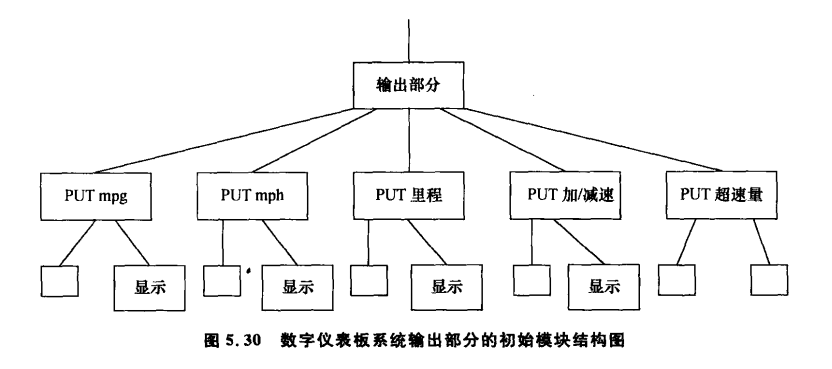 输出部分
PUT mpg
PUT mph
PUT 里程
PUT 加/减速
PUT 超速量
显示
显示
显示
显示
图 5.30 数字仪表板系统输出部分的初始模块结构图